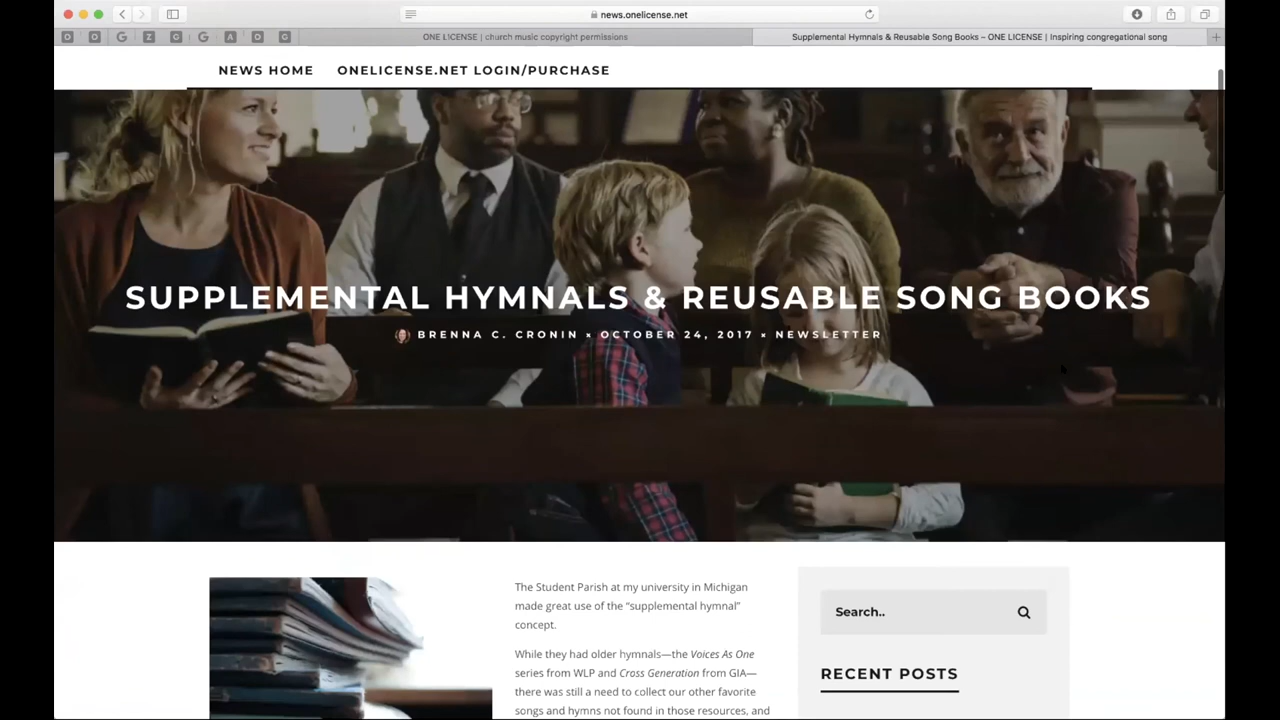 news.onelicense.net
O O G Z G G A O G
ONE LICENSE | church music copyright permissions
Supplemental Hymnals & Reusable Song Books – ONE LICENSE | Inspiring congregational song
NEWS HOME ONELICENSE.NET LOGIN/PURCHASE
SUPPLEMENTAL HYMNALS & REUSABLE SONG BOOKS
BRENNA C. CRONIN × OCTOBER 24, 2017 × NEWSLETTER
The Student Parish at my university in Michigan
made great use of the “supplemental hymnal”
concept.
While they had older hymnals—the Voices As One
series from WLP and Cross Generation from GIA—
there was still a need to collect our other favorite
songs and hymns not found in those resources, and
Search..
RECENT POSTS